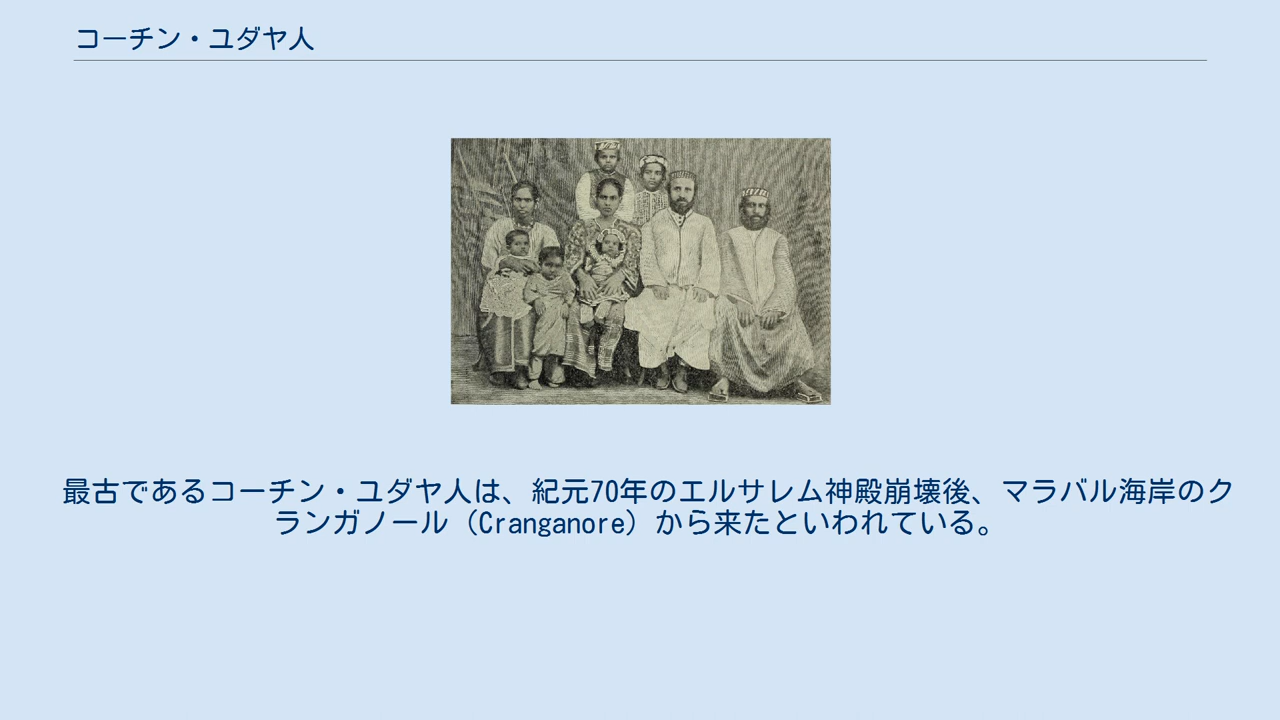 コーチン・ユダヤ人
最古であるコーチン・ユダヤ人は、紀元70年のエルサレム神殿崩壊後、マラバル海岸のク
ランガノール（Cranganore）から来たといわれている。